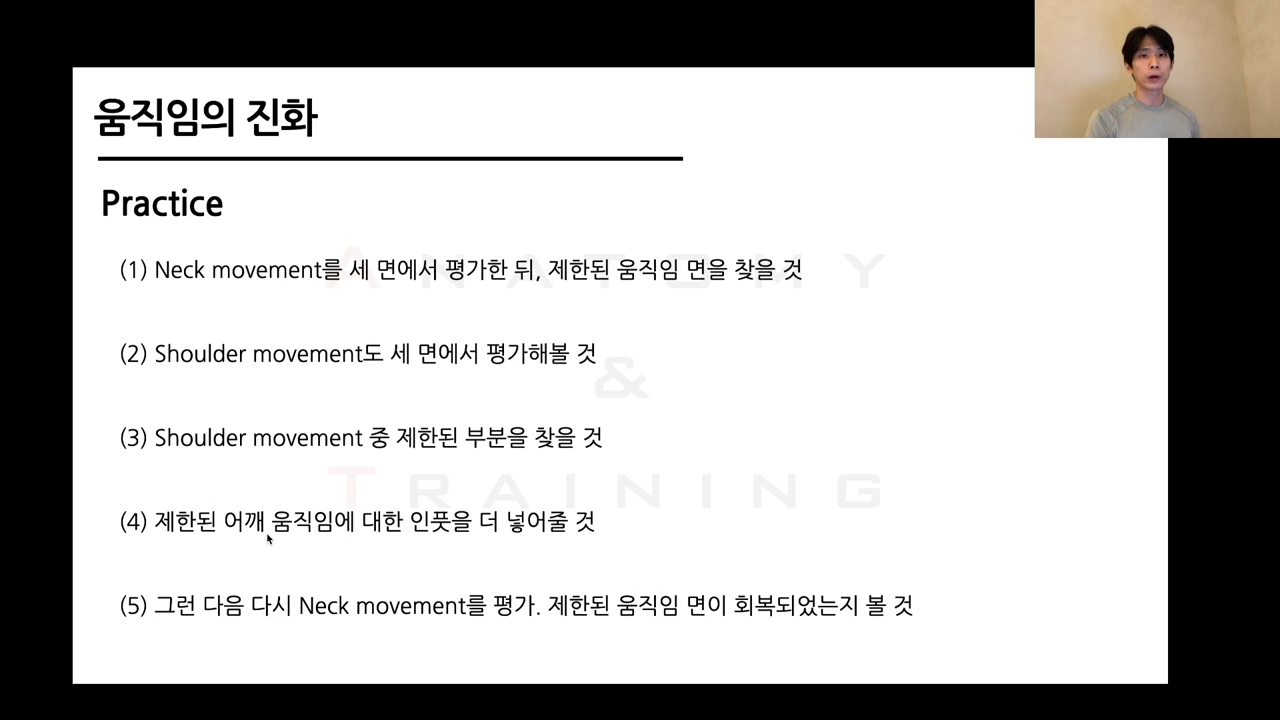 움직임의 진화
Practice
(1) Neck movement를 세 면에서 평가한 뒤, 제한된 움직임 면을 찾을 것
(2) Shoulder movement도 세 면에서 평가해볼 것
(3) Shoulder movement 중 제한된 부분을 찾을 것
(4) 제한된 어깨 움직임에 대한 인풋을 더 넣어줄 것
(5) 그런 다음 다시 Neck movement를 평가. 제한된 움직임 면이 회복되었는지 볼 것
ANATOMY
&
TRAINING